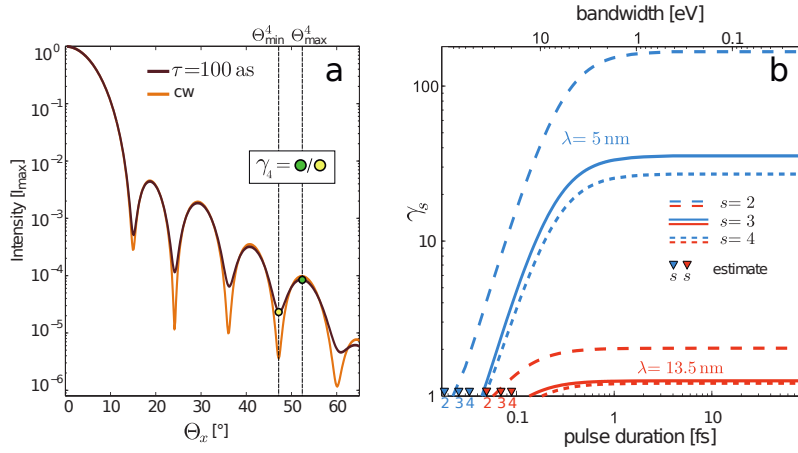 Θ⁴min Θ⁴max
a
τ=100 as
cw
γ₄ = /
Intensity [Imax]
10⁰
10⁻¹
10⁻²
10⁻³
10⁻⁴
10⁻⁵
10⁻⁶
0 10 20 30 40 50 60
Θₓ [°]
bandwidth [eV]
10 1 0.1
b
γₛ
100
10
1
λ= 5 nm
s= 2
s= 3
s= 4
s s estimate
λ= 13.5 nm
2 3 4 2 3 4
0.1 1 10
pulse duration [fs]